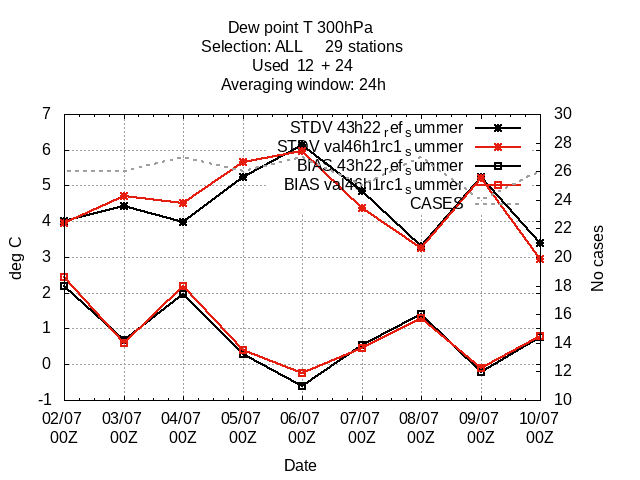 Dew point T 300hPa
Selection: ALL 29 stations
Used 12 + 24
Averaging window: 24h
STDV 43h22_ref_summer
STDV val46h1rc1_summer
BIAS 43h22_ref_summer
BIAS val46h1rc1_summer
CASES
7
6
5
4
3
2
1
0
-1
deg C
30
28
26
24
22
20
18
16
14
12
10
No cases
02/07 03/07 04/07 05/07 06/07 07/07 08/07 09/07 10/07
00Z 00Z 00Z 00Z 00Z 00Z 00Z 00Z 00Z
Date